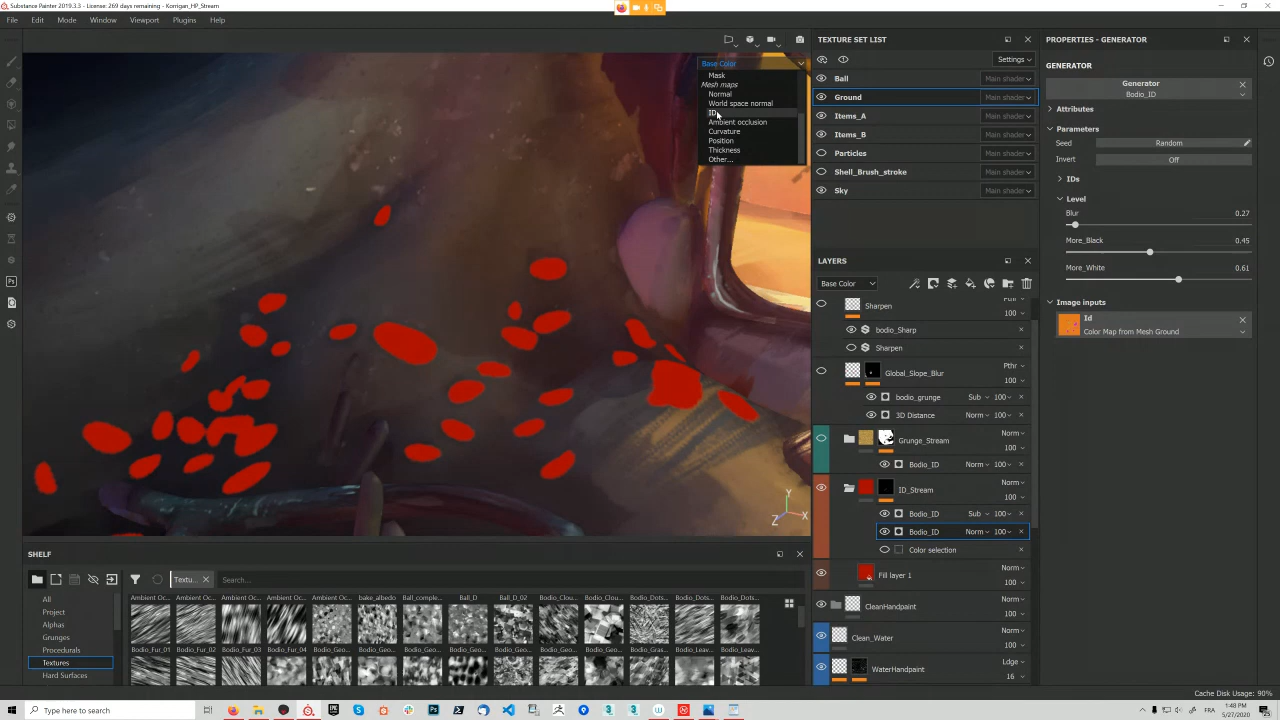 Substance Painter 2019.3.3 - License: 269 days remaining - Korrigan_HP_Stream
File Edit Mode Window Viewport Plugins Help
Base Color
Mask
Mesh maps
Normal
World space normal
ID
Ambient occlusion
Curvature
Position
Thickness
Other...
Y
Z X
TEXTURE SET LIST
Settings
Ball Main shader
Ground Main shader
Items_A Main shader
Items_B Main shader
Particles Main shader
Shell_Brush_stroke Main shader
Sky Main shader
LAYERS
Base Color
Sharpen
100
bodio_Sharp
Sharpen
Global_Slope_Blur Pthr
100
bodio_grunge Sub 100
3D Distance Sub 100
Grunge_Stream Norm
100
Bodio_ID Norm 100
ID_Stream Norm
100
Bodio_ID Sub 100
Bodio_ID Norm 100
Color selection
Fill layer 1 Norm
100
CleanHandpaint Norm
100
Clean_Water Norm
100
WaterHandpaint Ldge
16
PROPERTIES - GENERATOR
GENERATOR
Generator
Bodio_ID
Attributes
Parameters
Seed Random
Invert Off
IDs
Level
Blur 0.27
More_Black 0.45
More_White 0.61
Image inputs
Id
Color Map from Mesh Ground
SHELF
Textu... Search...
All
Project
Alphas
Grunges
Procedurals
Textures
Hard Surfaces
Ambient Oc... Ambient Oc... Ambient Oc... Ambient Oc... Ambient Oc... bake_albedo Ball_comple... Ball_D Ball_D_02 Bodio_Clou... Bodio_Clou... Bodio_Dots... Bodio_Dots... Bodio_Dots...
Bodio_Fur_01 Bodio_Fur_02 Bodio_Fur_03 Bodio_Fur_04 Bodio_Geo... Bodio_Geo... Bodio_Geo... Bodio_Geo... Bodio_Geo... Bodio_Geo... Bodio_Geo... Bodio_Gras... Bodio_Leav... Bodio_Leav...
Cache Disk Usage: 90%
Type here to search
FRA
1:48 PM
5/27/2020